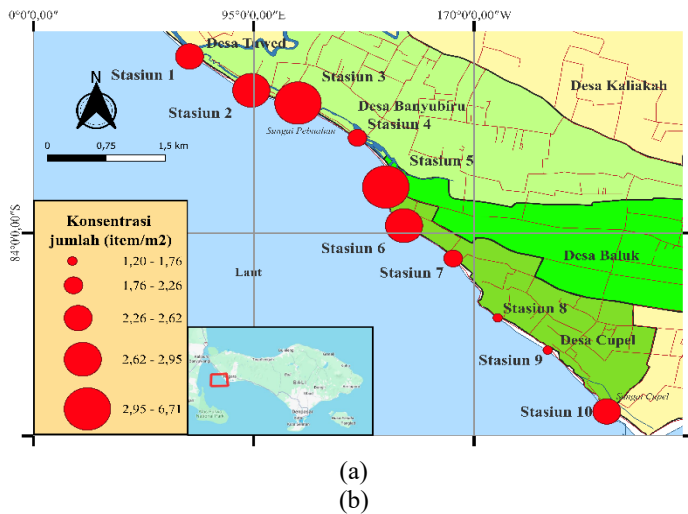 0°0'0,00"
95°0'0,00"E
170°0'0,00"W
Desa Tuwed
Stasiun 1
Stasiun 3
Desa Kaliakah
N
Stasiun 2
Desa Banyubiru
Stasiun 4
Sungai Pebuahan
0 0,75 1,5 km
Stasiun 5
Konsentrasi
jumlah (item/m2)
1,20 - 1,76
1,76 - 2,26
2,26 - 2,62
2,62 - 2,95
2,95 - 6,71
84°0'0,00"S
Stasiun 6
Desa Baluk
Laut
Stasiun 7
Stasiun 8
Desa Cupel
Stasiun 9
Sungai Cupel
Stasiun 10
(a)
(b)